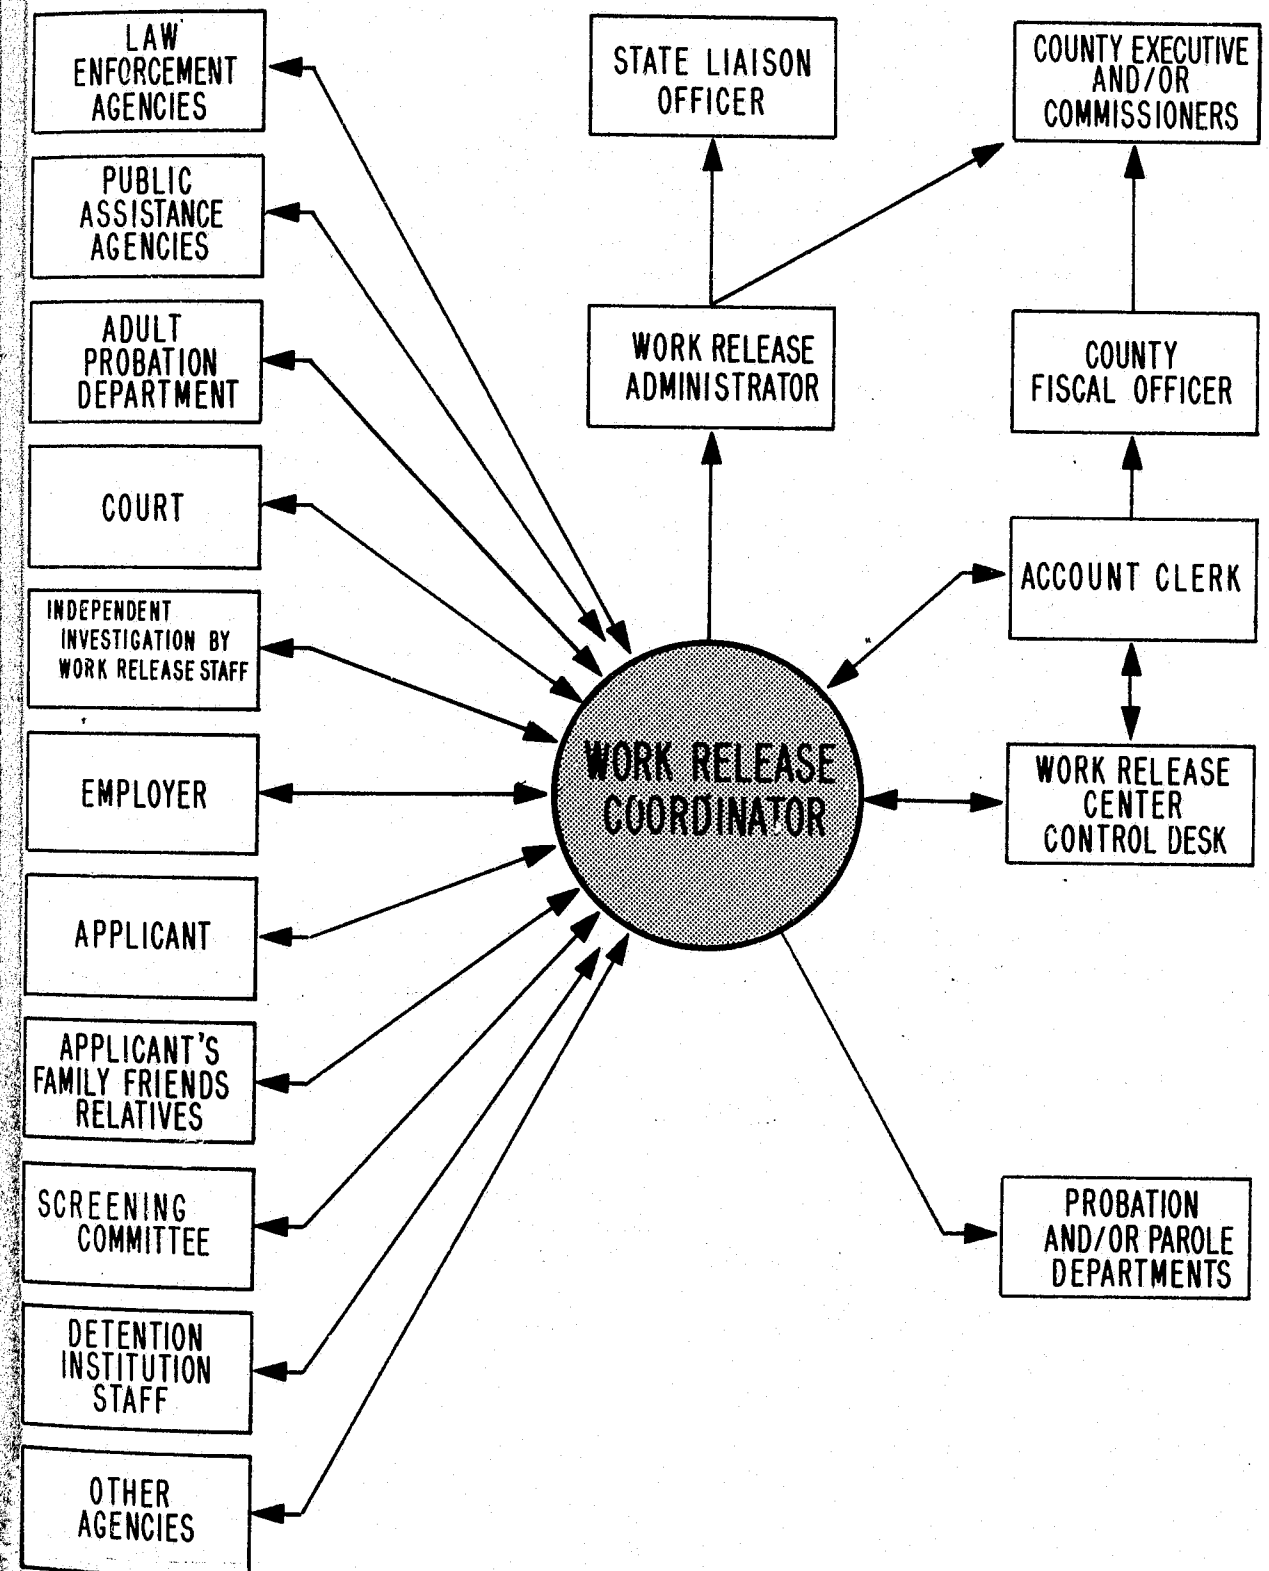 LAW
ENFORCEMENT
AGENCIES
PUBLIC
ASSISTANCE
AGENCIES
ADULT
PROBATION
DEPARTMENT
COURT
INDEPENDENT
INVESTIGATION BY
WORK RELEASE STAFF
EMPLOYER
APPLICANT
APPLICANT'S
FAMILY FRIENDS
RELATIVES
SCREENING
COMMITTEE
DETENTION
INSTITUTION
STAFF
OTHER
AGENCIES
STATE LIAISON
OFFICER
WORK RELEASE
ADMINISTRATOR
WORK RELEASE
COORDINATOR
COUNTY EXECUTIVE
AND/OR
COMMISSIONERS
COUNTY
FISCAL OFFICER
ACCOUNT CLERK
WORK RELEASE
CENTER
CONTROL DESK
PROBATION
AND/OR PAROLE
DEPARTMENTS